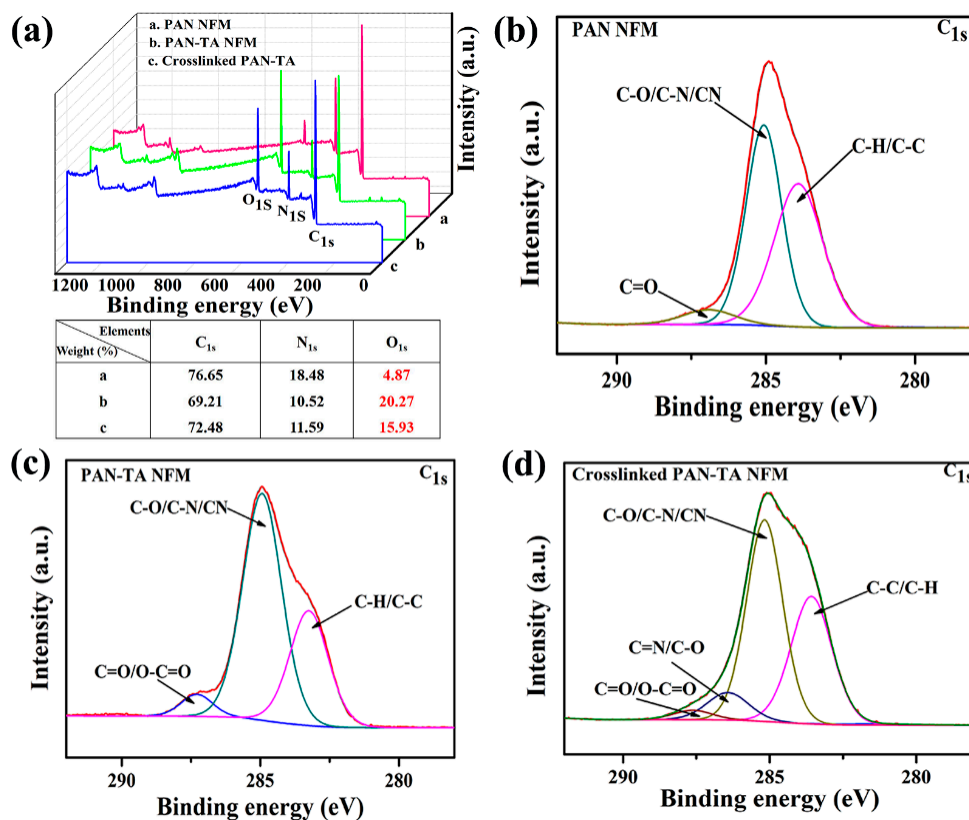 (a)
a. PAN NFM
b. PAN-TA NFM
c. Crosslinked PAN-TA
Intensity (a.u.)
O1S
N1S
C1s
a
b
c
1200 1000 800 600 400 200 0
Binding energy (eV)
Elements
Weight (%)
C1s N1s O1s
a 76.65 18.48 4.87
b 69.21 10.52 20.27
c 72.48 11.59 15.93
(b)
PAN NFM
C1s
C-O/C-N/CN
C-H/C-C
C=O
Intensity (a.u.)
290 285 280
Binding energy (eV)
(c)
PAN-TA NFM
C1s
C-O/C-N/CN
C-H/C-C
C=O/O-C=O
Intensity (a.u.)
290 285 280
Binding energy (eV)
(d)
Crosslinked PAN-TA NFM
C1s
C-O/C-N/CN
C-C/C-H
C=N/C-O
C=O/O-C=O
Intensity (a.u.)
290 285 280
Binding energy (eV)